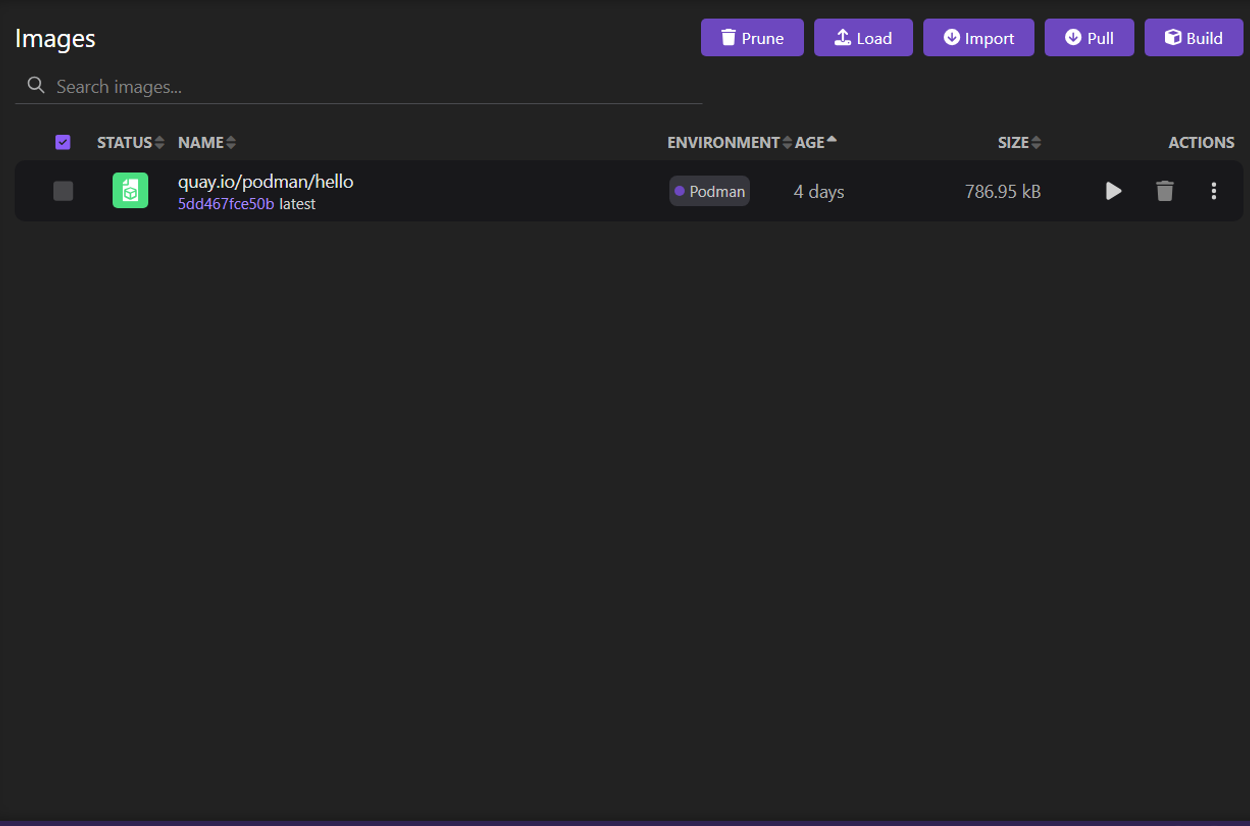 Images
Prune
Load
Import
Pull
Build
Search images...
STATUS NAME ENVIRONMENT AGE SIZE ACTIONS
quay.io/podman/hello
5dd467fce50b latest
Podman
4 days
786.95 kB